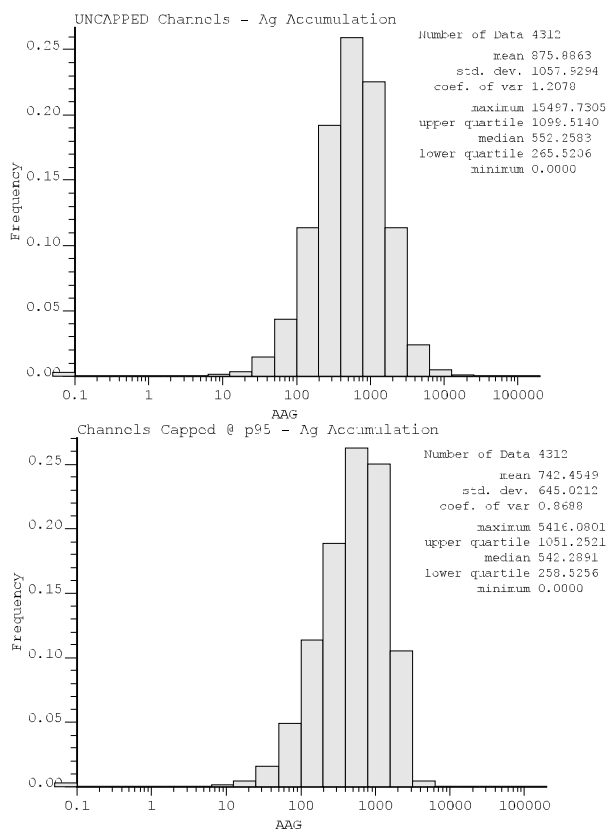 UNCAPPED Channels - Ag Accumulation
Number of Data 4312
mean 875.8863
std. dev. 1057.9294
coef. of var 1.2078
maximum 15497.7305
upper quartile 1099.5140
median 552.2583
lower quartile 265.5206
minimum 0.0000
Frequency
0.25
0.20
0.15
0.10
0.05
0.00
0.1 1 10 100 1000 10000 100000
AAG
Channels Capped @ p95 - Ag Accumulation
Number of Data 4312
mean 742.4549
std. dev. 645.0212
coef. of var 0.8688
maximum 5416.0801
upper quartile 1051.2521
median 542.2891
lower quartile 258.5256
minimum 0.0000
Frequency
0.25
0.20
0.15
0.10
0.05
0.00
0.1 1 10 100 1000 10000 100000
AAG